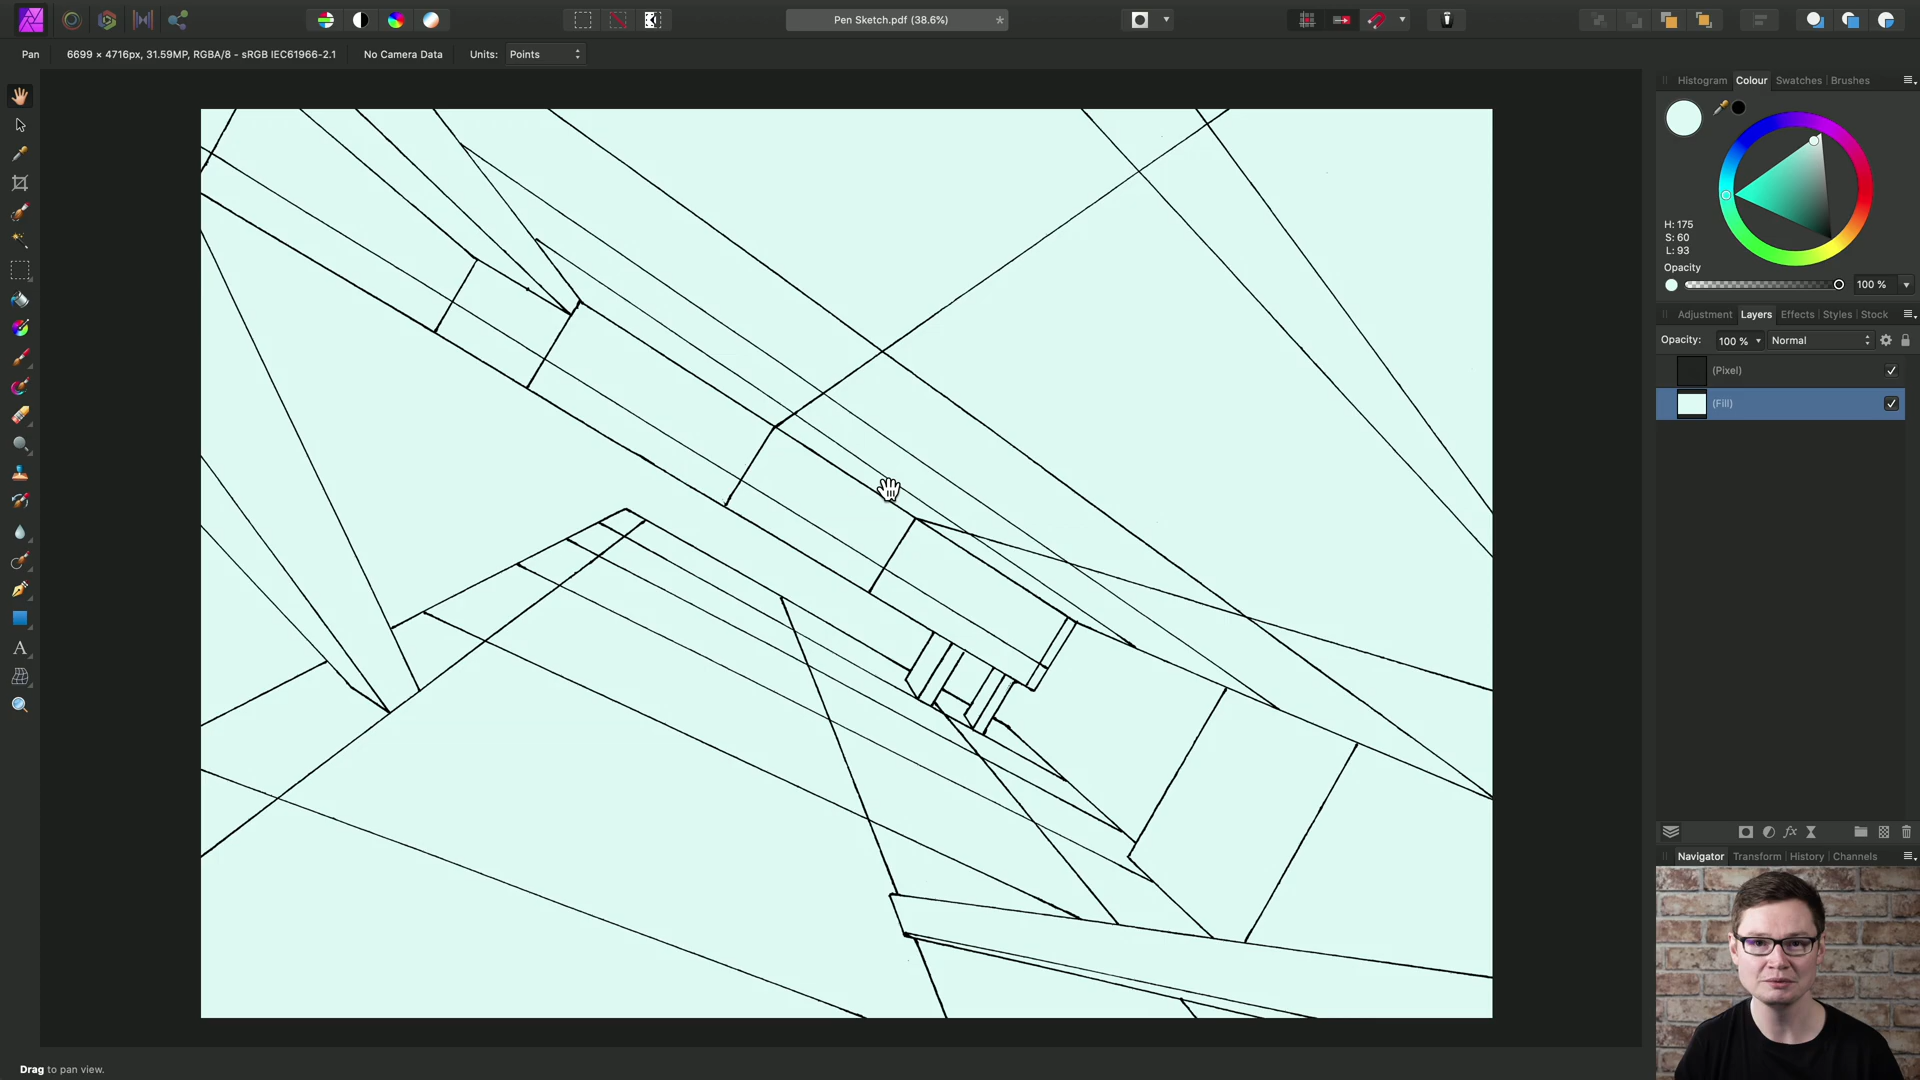 Pen Sketch.pdf (38.6%)
*
Pan
6699 × 4716px, 31.59MP, RGBA/8 - sRGB IEC61966-2.1
No Camera Data
Units:
Points
Histogram
Colour
Swatches
Brushes
H: 175
S: 60
L: 93
Opacity
100 %
Adjustment
Layers
Effects
Styles
Stock
Opacity:
100 %
Normal
(Pixel)
(Fill)
fx
Navigator
Transform
History
Channels
Drag to pan view.